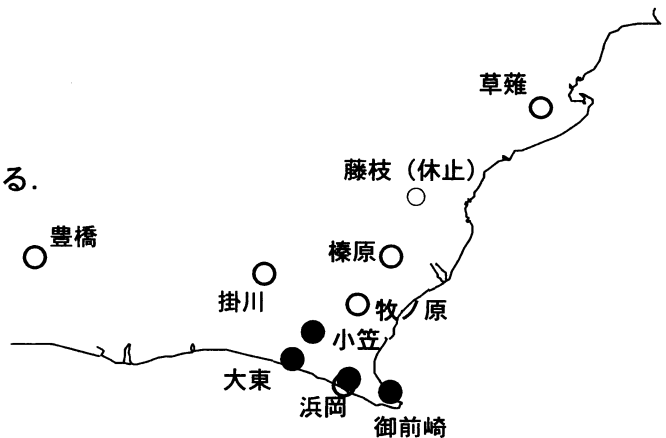 草薙
藤枝（休止）
る．
豊橋
榛原
掛川
牧ノ原
小笠
大東
浜岡
御前崎